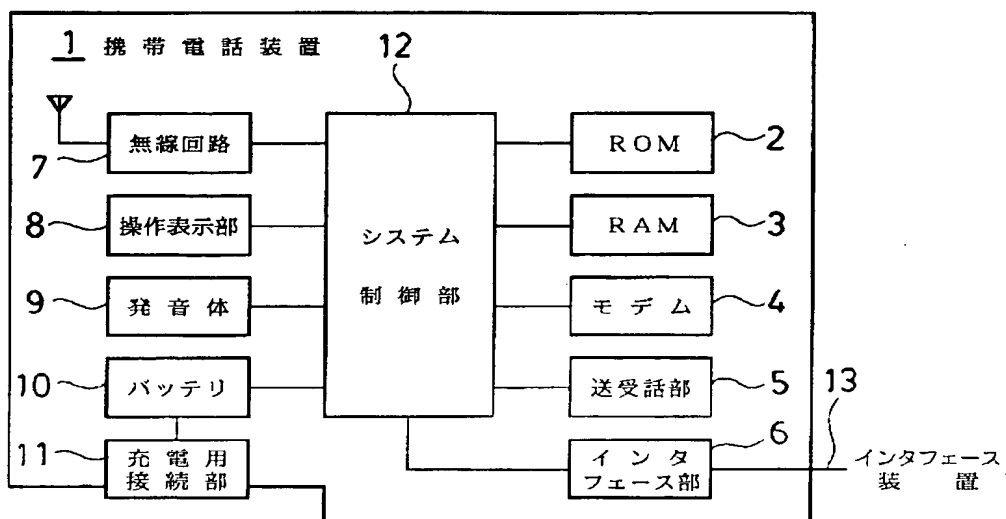 1 携帯電話装置
12
無線回路
7
ROM
2
操作表示部
8
システム
制御部
RAM
3
発音体
9
モデム
4
バッテリ
10
送受話部
5
充電用
接続部
11
インタ
フェース部
6
13
インタフェース
装置